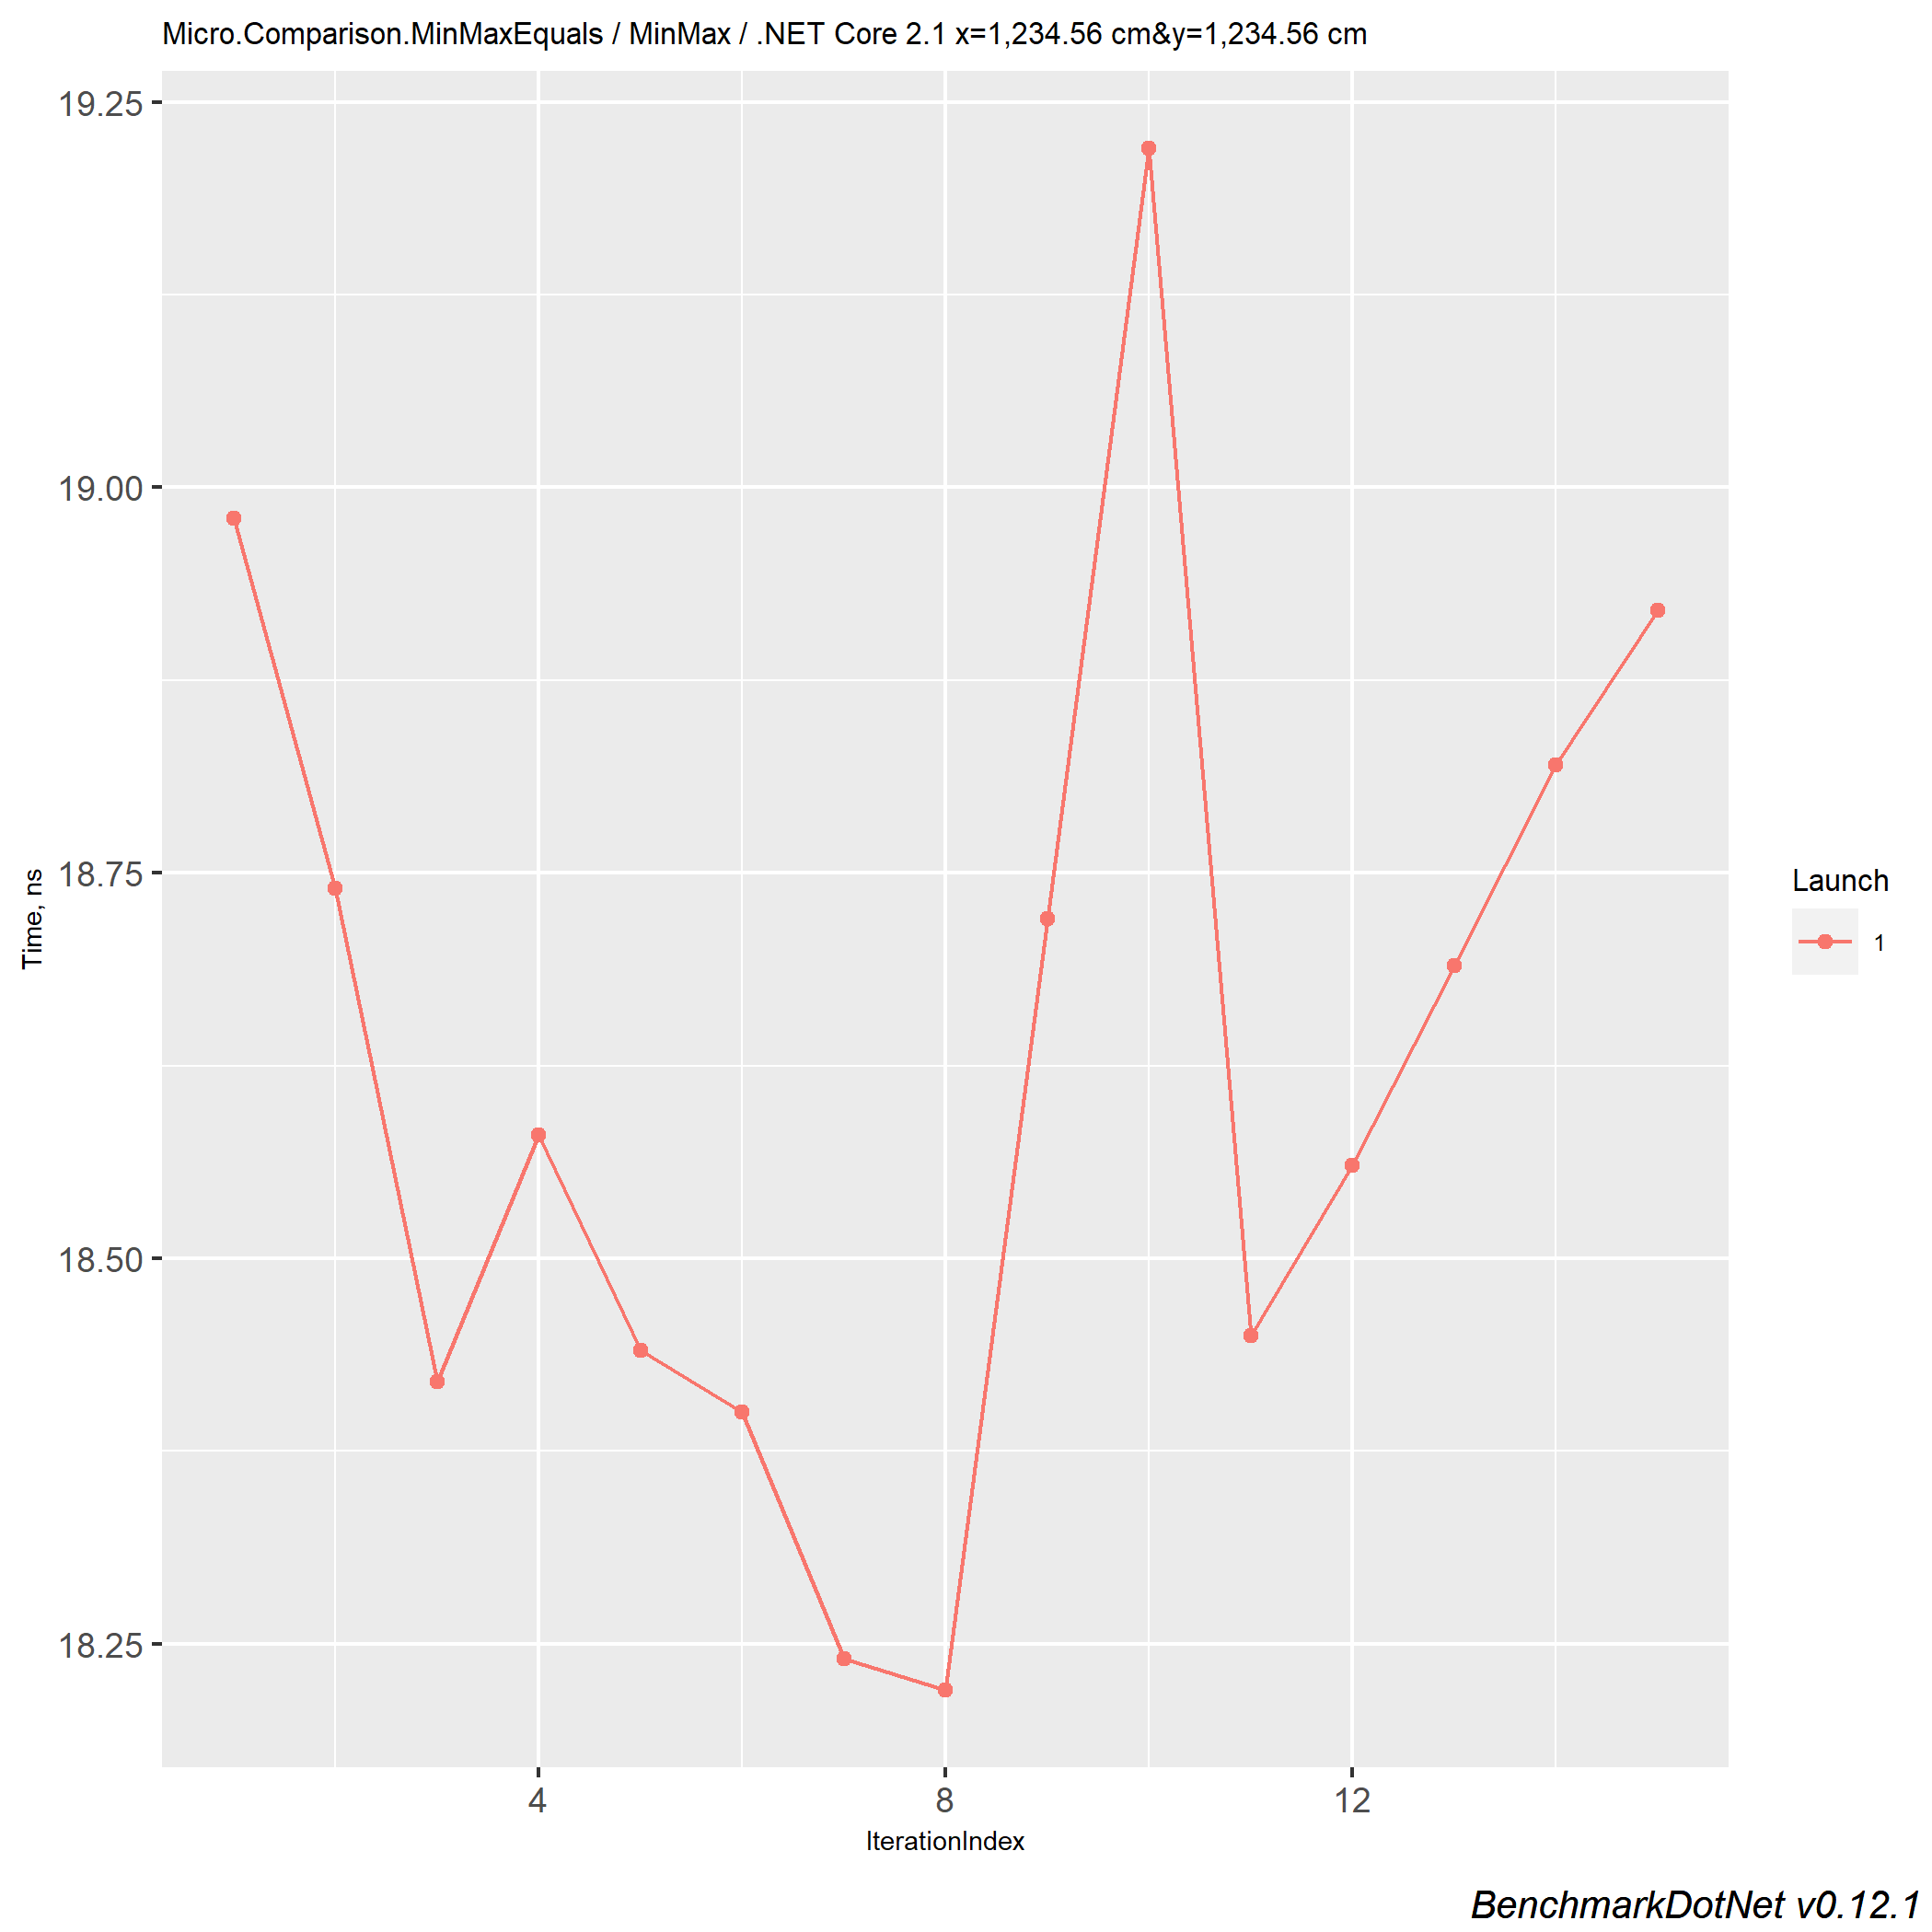 Micro.Comparison.MinMaxEquals / MinMax / .NET Core 2.1 x=1,234.56 cm&y=1,234.56 cm
19.25
19.00
18.75
18.50
18.25
Time, ns
4 8 12
IterationIndex
Launch
1
BenchmarkDotNet v0.12.1